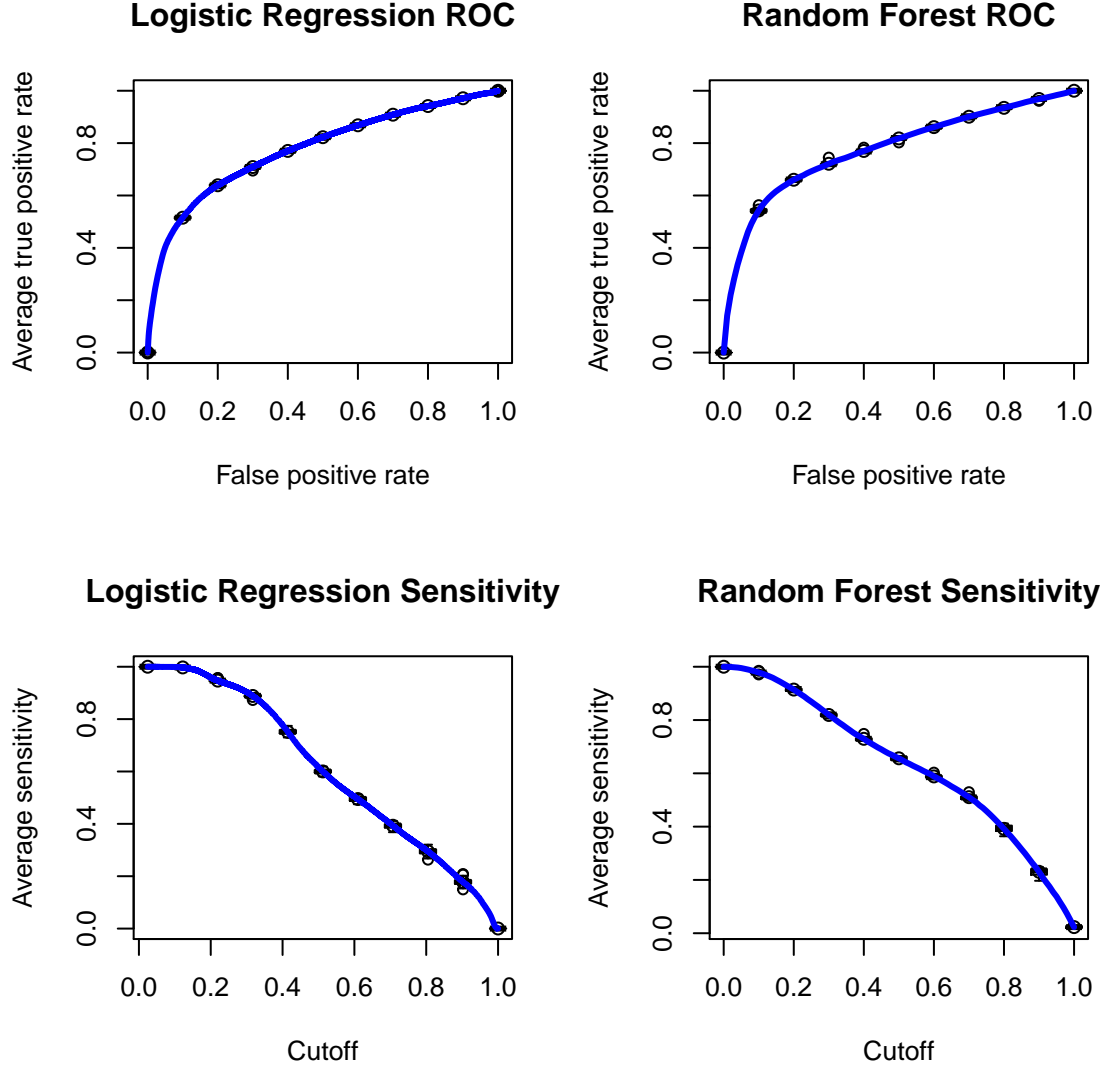 Logistic Regression ROC
Average true positive rate
0.0 0.4 0.8
0.0 0.2 0.4 0.6 0.8 1.0
False positive rate
Random Forest ROC
Average true positive rate
0.0 0.4 0.8
0.0 0.2 0.4 0.6 0.8 1.0
False positive rate
Logistic Regression Sensitivity
Average sensitivity
0.0 0.4 0.8
0.0 0.2 0.4 0.6 0.8 1.0
Cutoff
Random Forest Sensitivity
Average sensitivity
0.0 0.4 0.8
0.0 0.2 0.4 0.6 0.8 1.0
Cutoff